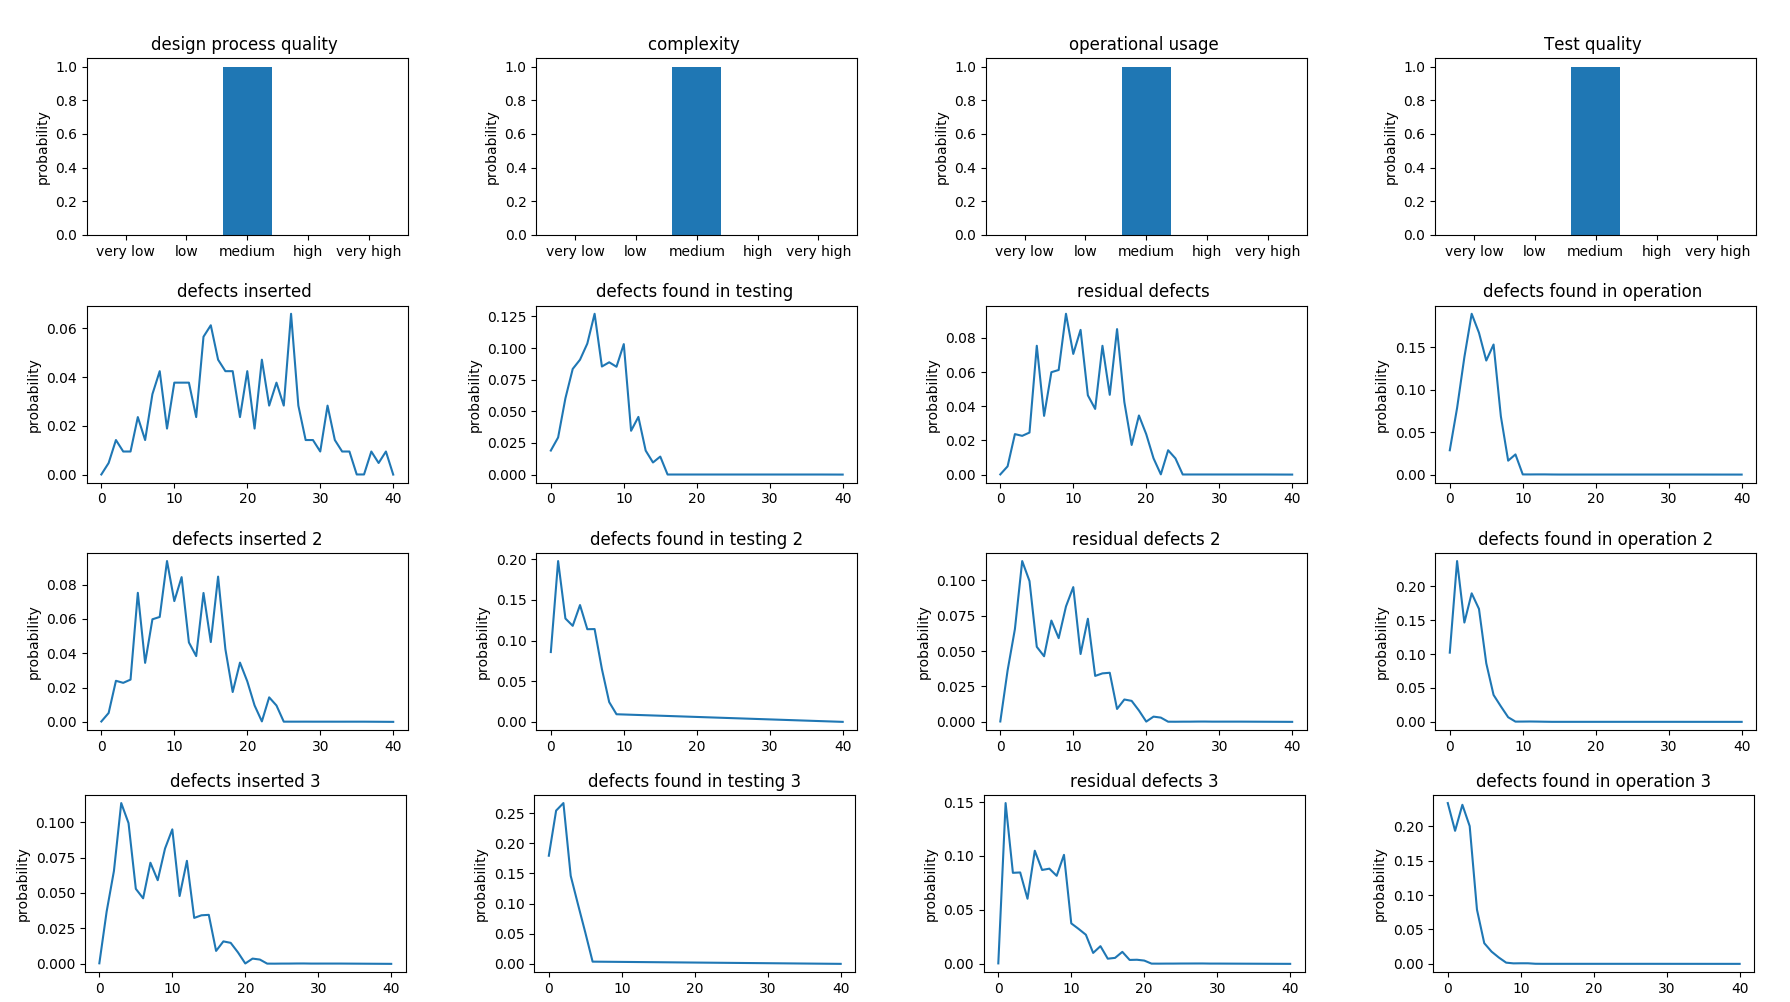 design process quality
complexity
operational usage
Test quality
probability
1.0
0.8
0.6
0.4
0.2
0.0
very low low medium high very high
probability
1.0
0.8
0.6
0.4
0.2
0.0
very low low medium high very high
probability
1.0
0.8
0.6
0.4
0.2
0.0
very low low medium high very high
probability
1.0
0.8
0.6
0.4
0.2
0.0
very low low medium high very high
defects inserted
probability
0.06
0.04
0.02
0.00
0 10 20 30 40
defects found in testing
probability
0.125
0.100
0.075
0.050
0.025
0.000
0 10 20 30 40
residual defects
probability
0.08
0.06
0.04
0.02
0.00
0 10 20 30 40
defects found in operation
probability
0.15
0.10
0.05
0.00
0 10 20 30 40
defects inserted 2
probability
0.08
0.06
0.04
0.02
0.00
0 10 20 30 40
defects found in testing 2
probability
0.20
0.15
0.10
0.05
0.00
0 10 20 30 40
residual defects 2
probability
0.100
0.075
0.050
0.025
0.000
0 10 20 30 40
defects found in operation 2
probability
0.20
0.15
0.10
0.05
0.00
0 10 20 30 40
defects inserted 3
probability
0.100
0.075
0.050
0.025
0.000
0 10 20 30 40
defects found in testing 3
probability
0.25
0.20
0.15
0.10
0.05
0.00
0 10 20 30 40
residual defects 3
probability
0.15
0.10
0.05
0.00
0 10 20 30 40
defects found in operation 3
probability
0.20
0.15
0.10
0.05
0.00
0 10 20 30 40